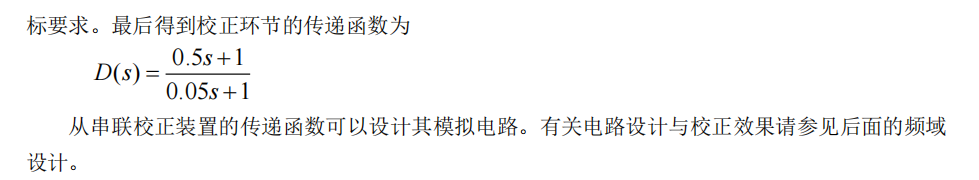 标要求。最后得到校正环节的传递函数为
D(s) = \frac{0.5s+1}{0.05s+1}
从串联校正装置的传递函数可以设计其模拟电路。有关电路设计与校正效果请参见后面的频域
设计。